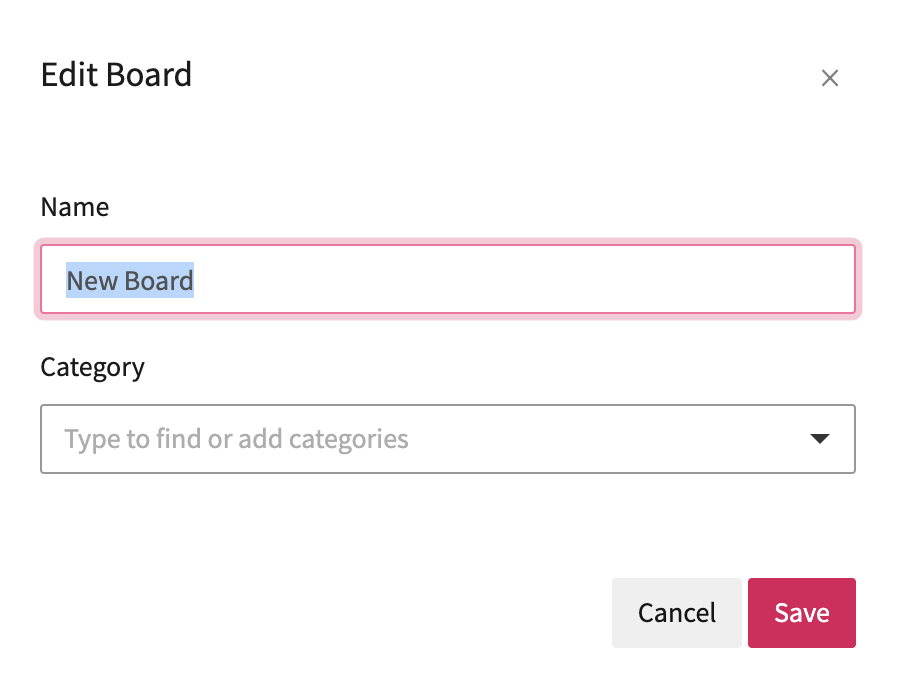 Edit Board
Name
New Board
Category
Type to find or add categories
Cancel Save